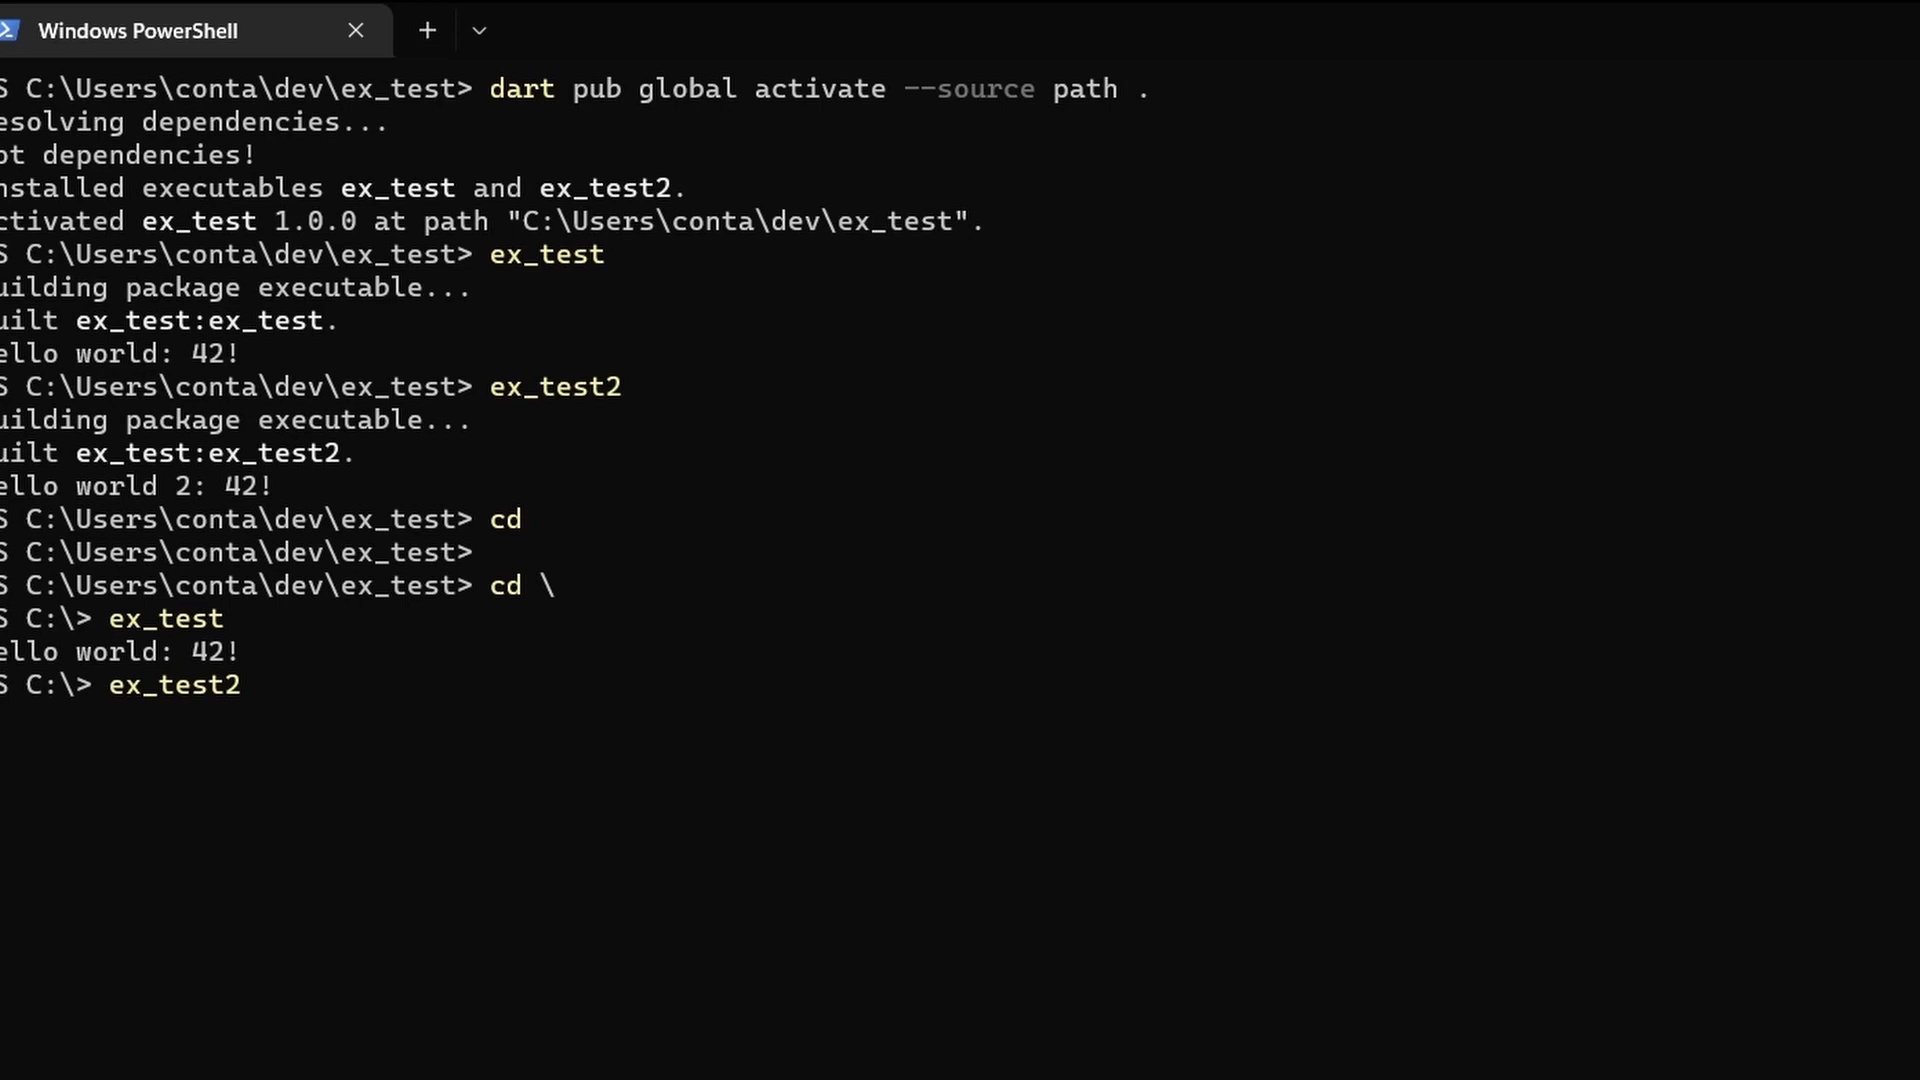 Windows PowerShell
S C:\Users\conta\dev\ex_test> dart pub global activate --source path .
esolving dependencies...
ot dependencies!
nstalled executables ex_test and ex_test2.
ctivated ex_test 1.0.0 at path "C:\Users\conta\dev\ex_test".
S C:\Users\conta\dev\ex_test> ex_test
uilding package executable...
uilt ex_test:ex_test.
ello world: 42!
S C:\Users\conta\dev\ex_test> ex_test2
uilding package executable...
uilt ex_test:ex_test2.
ello world 2: 42!
S C:\Users\conta\dev\ex_test> cd
S C:\Users\conta\dev\ex_test>
S C:\Users\conta\dev\ex_test> cd \
S C:\> ex_test
ello world: 42!
S C:\> ex_test2